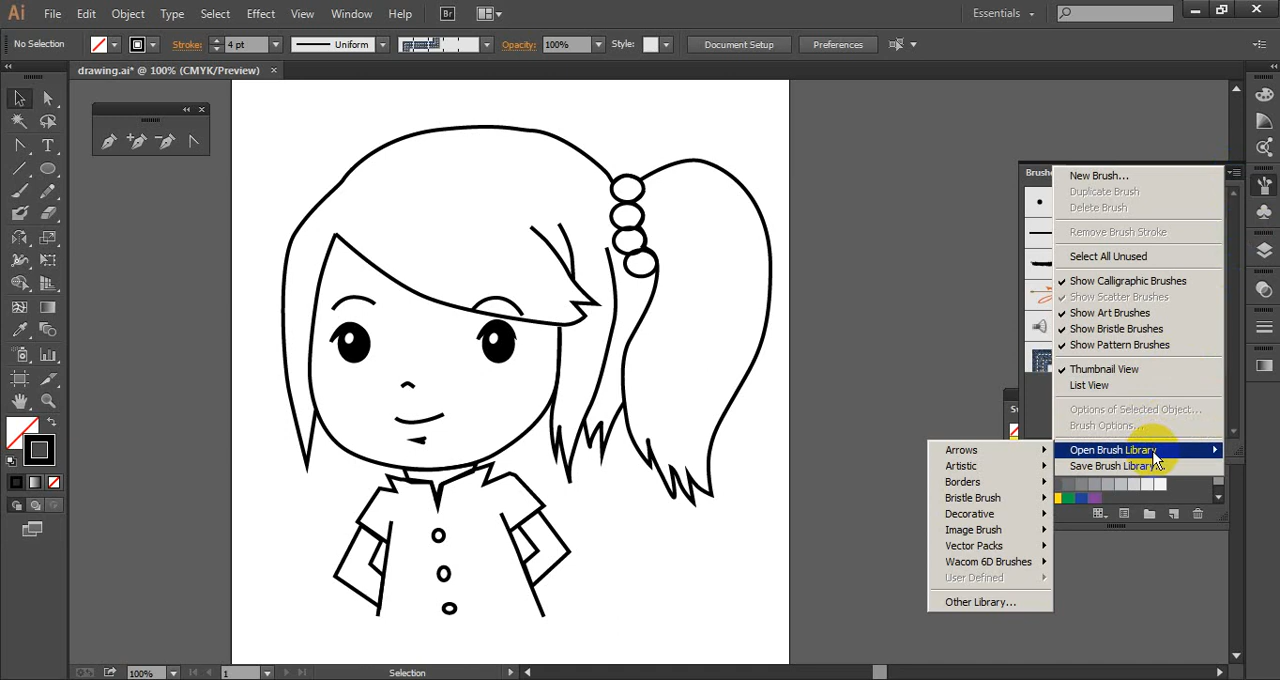 Ai File Edit Object Type Select Effect View Window Help Br Essentials
No Selection Stroke: 4 pt Uniform Opacity: 100% Style: Document Setup Preferences
drawing.ai* @ 100% (CMYK/Preview)
T
Brushes
New Brush...
Duplicate Brush
Delete Brush
Remove Brush Stroke
Select All Unused
Show Calligraphic Brushes
Show Scatter Brushes
Show Art Brushes
Show Bristle Brushes
Show Pattern Brushes
Thumbnail View
List View
Options of Selected Object...
Brush Options...
Open Brush Library
Save Brush Library...
Arrows
Artistic
Borders
Bristle Brush
Decorative
Image Brush
Vector Packs
Wacom 6D Brushes
User Defined
Other Library...
100% 1 Selection